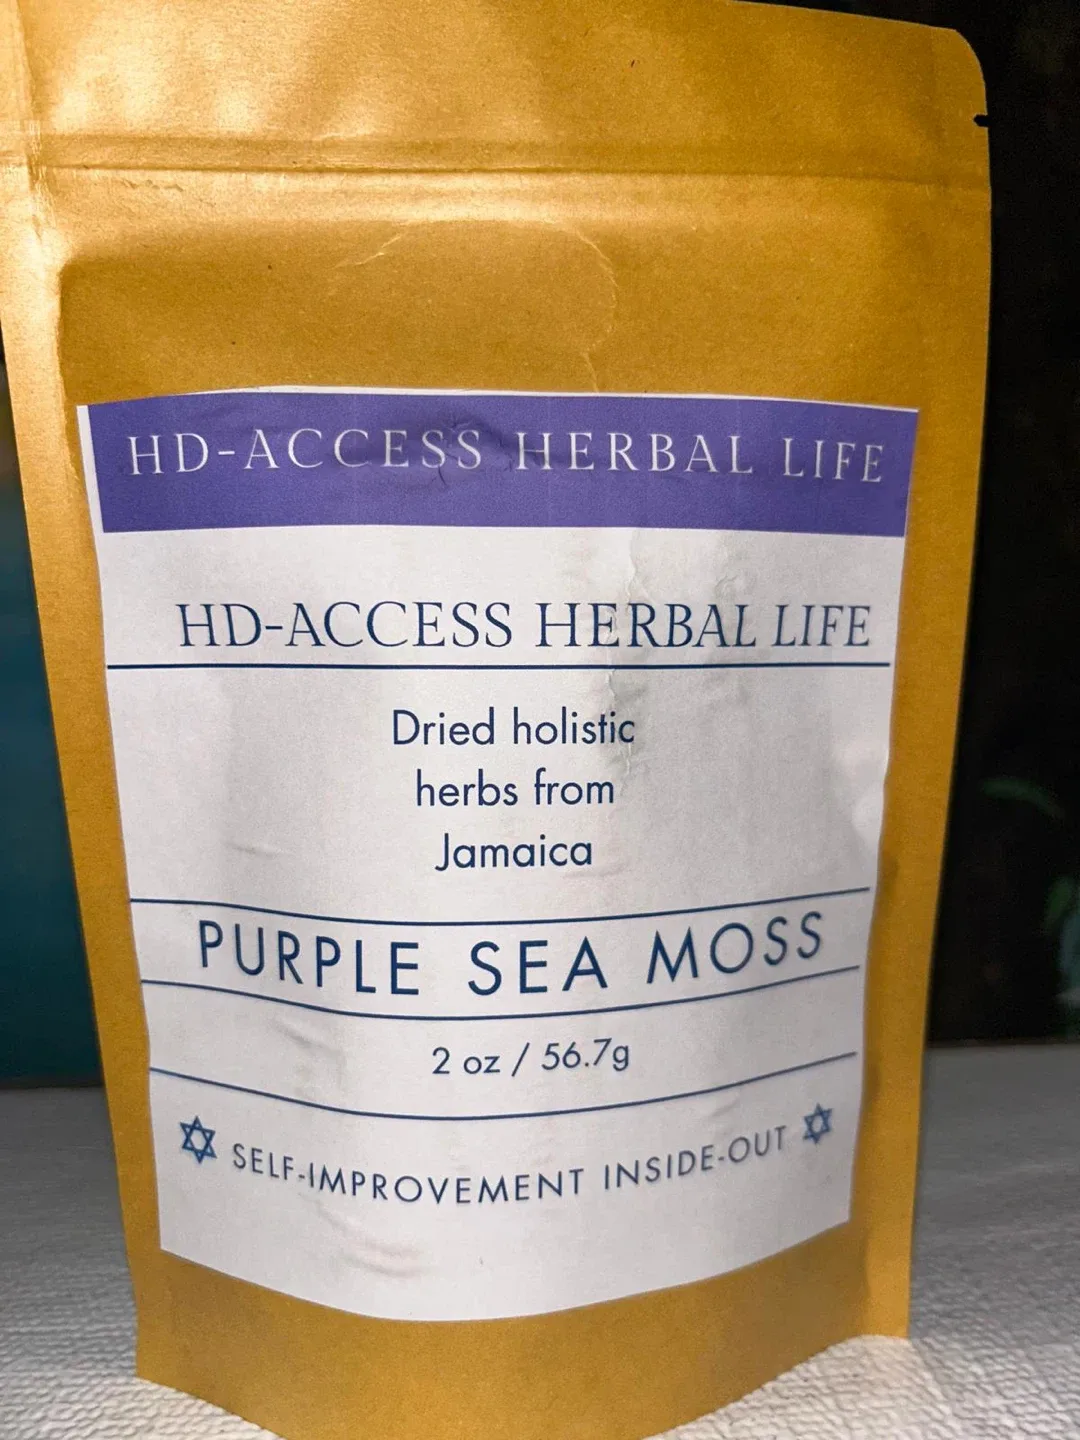 HD-ACCESS HERBAL LIFE
HD-ACCESS HERBAL LIFE
Dried holistic
herbs from
Jamaica
PURPLE SEA MOSS
2 oz / 56.7g
✡ SELF-IMPROVEMENT INSIDE-OUT ✡